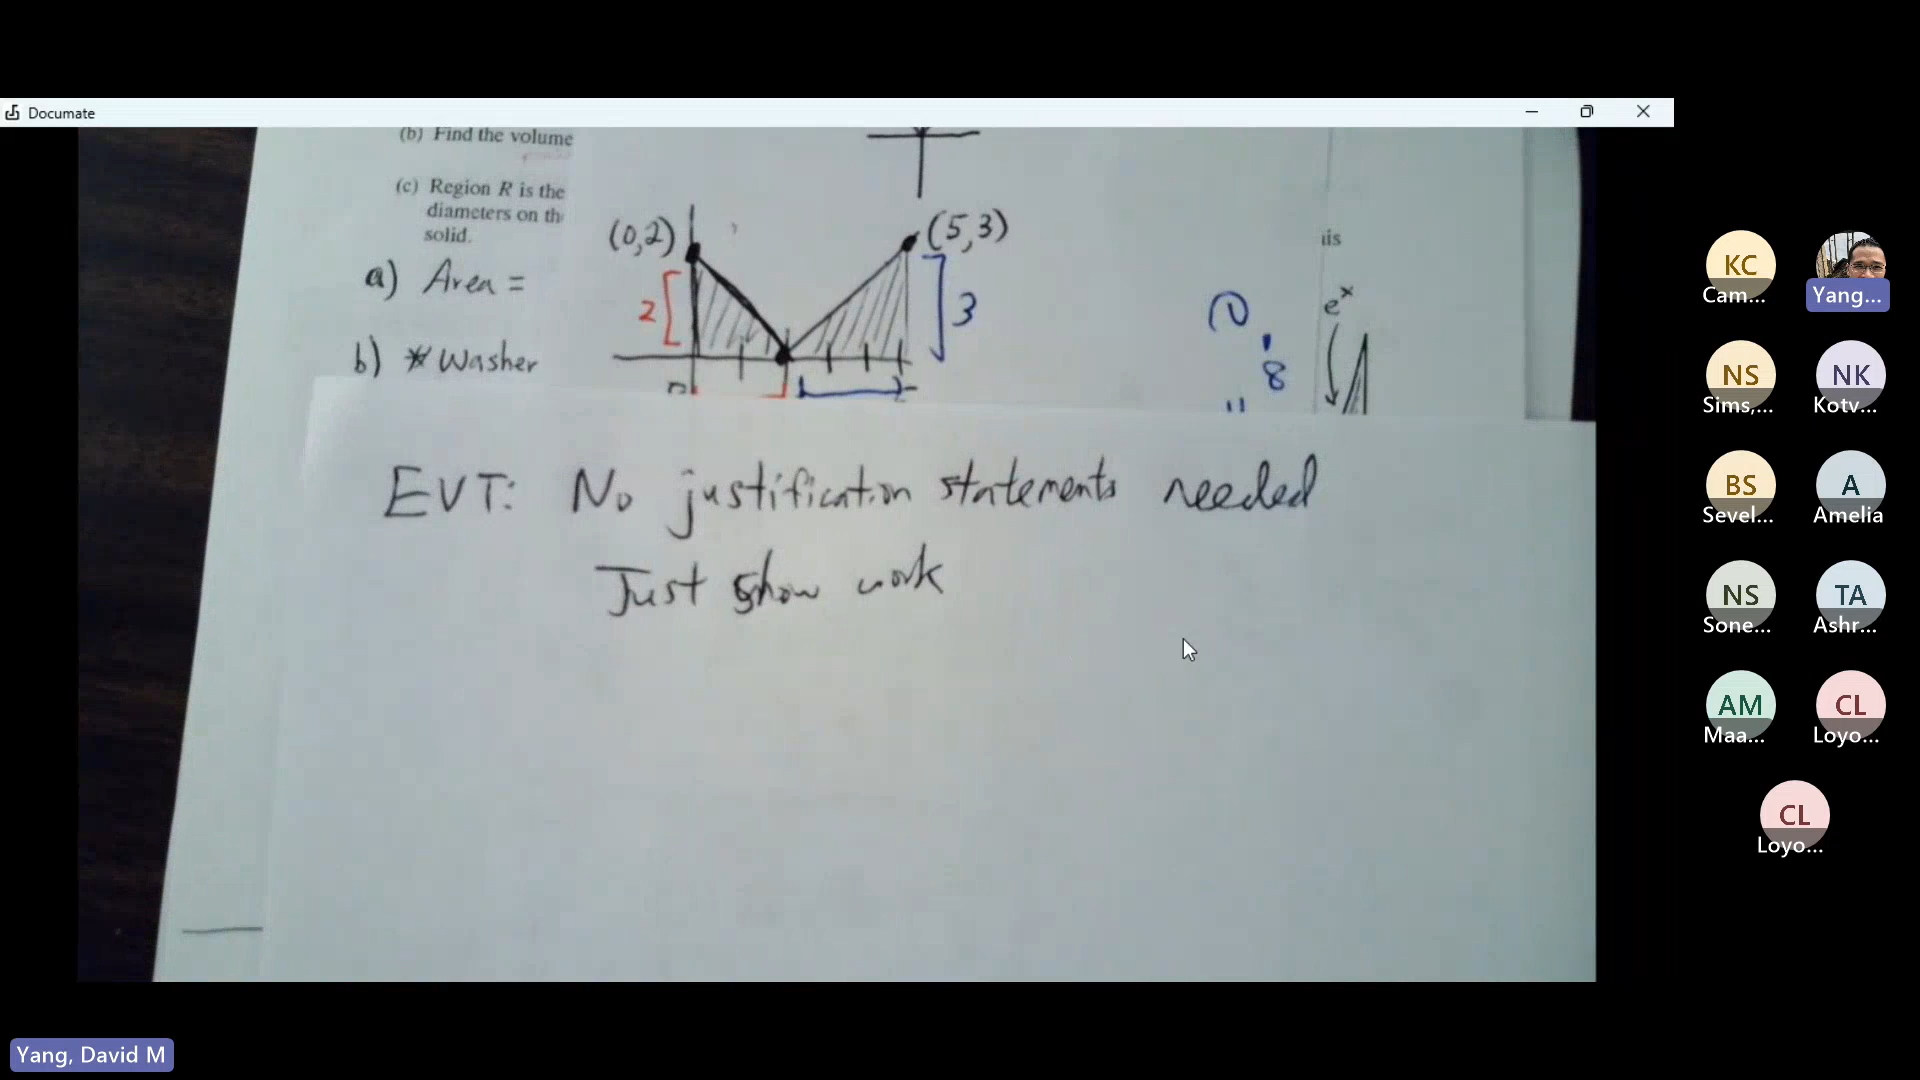 Documate
(b) Find the volume
(c) Region R is the
diameters on th
solid.
(0,2)
(5,3)
a) Area =
2
3
b) * Washer
e^x
8
EVT: No justification statements needed
Just show work
KC
Cam...
Yang...
NS
Sims,...
NK
Kotv...
BS
Sevel...
A
Amelia
NS
Sone...
TA
Ashr...
AM
Maa...
CL
Loyo...
CL
Loyo...
Yang, David M